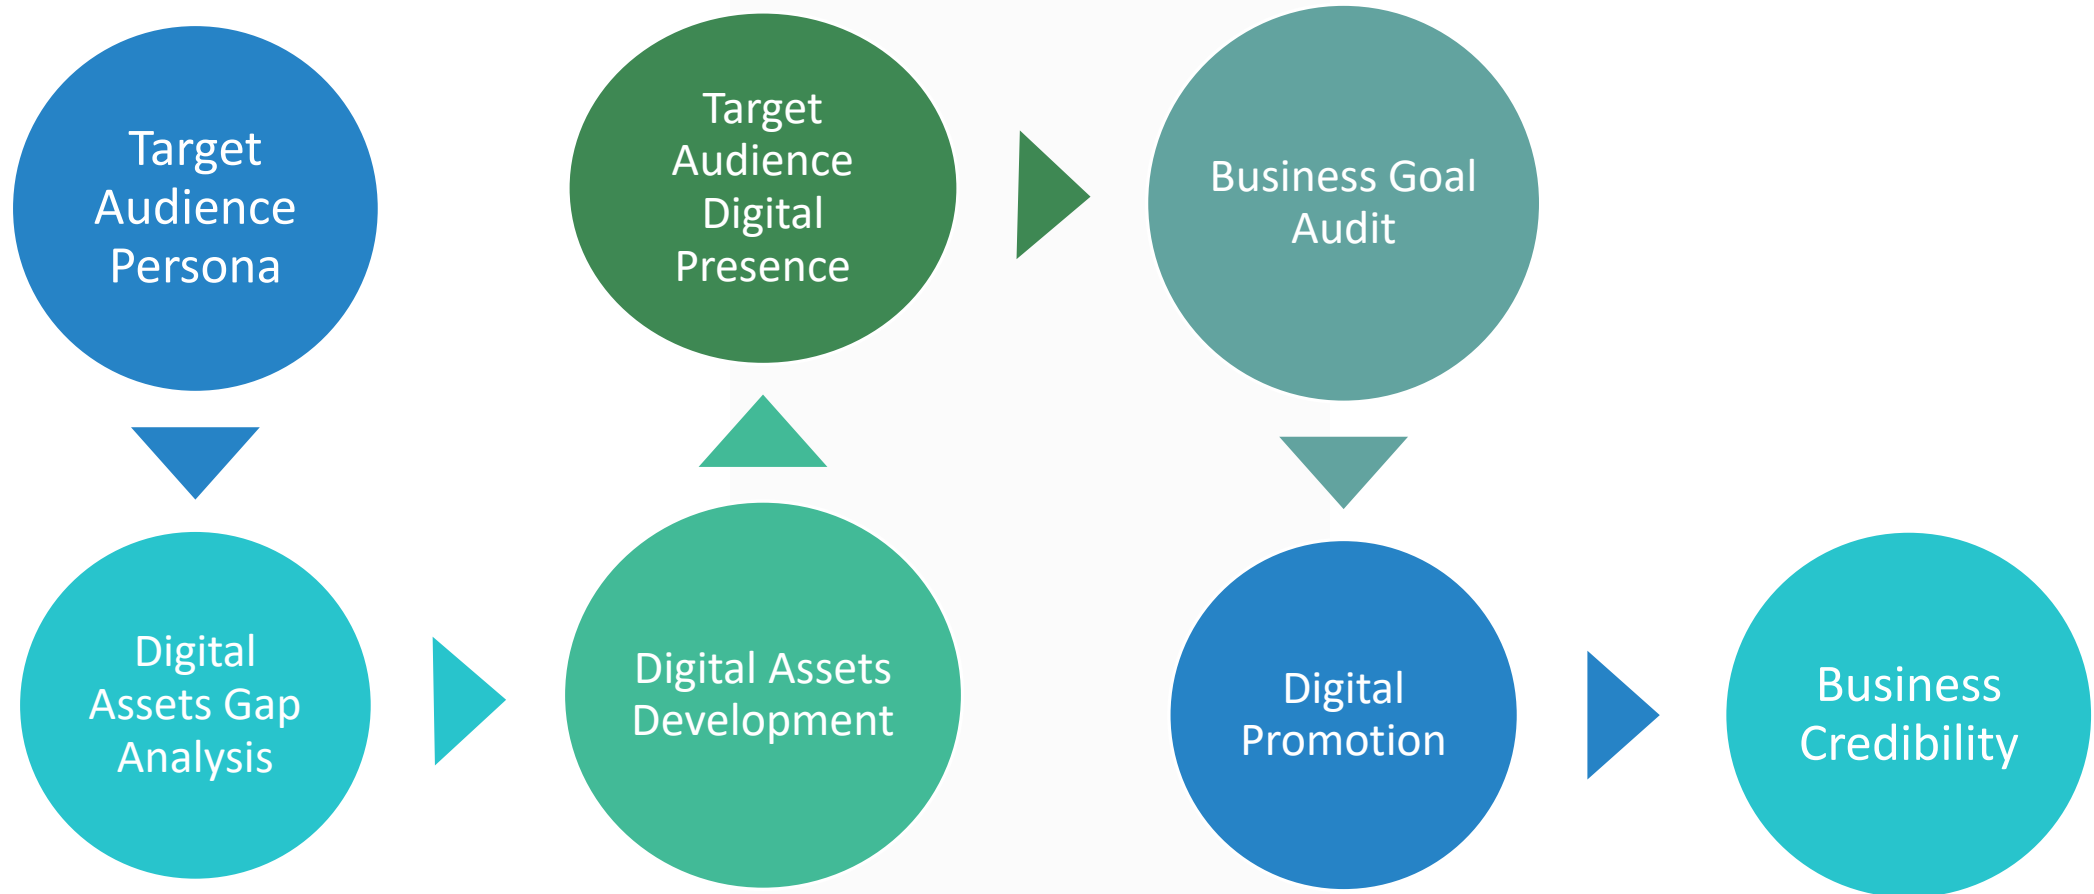 Target
Audience
Persona
Digital
Assets Gap
Analysis
Digital Assets
Development
Target
Audience
Digital
Presence
Business Goal
Audit
Digital
Promotion
Business
Credibility